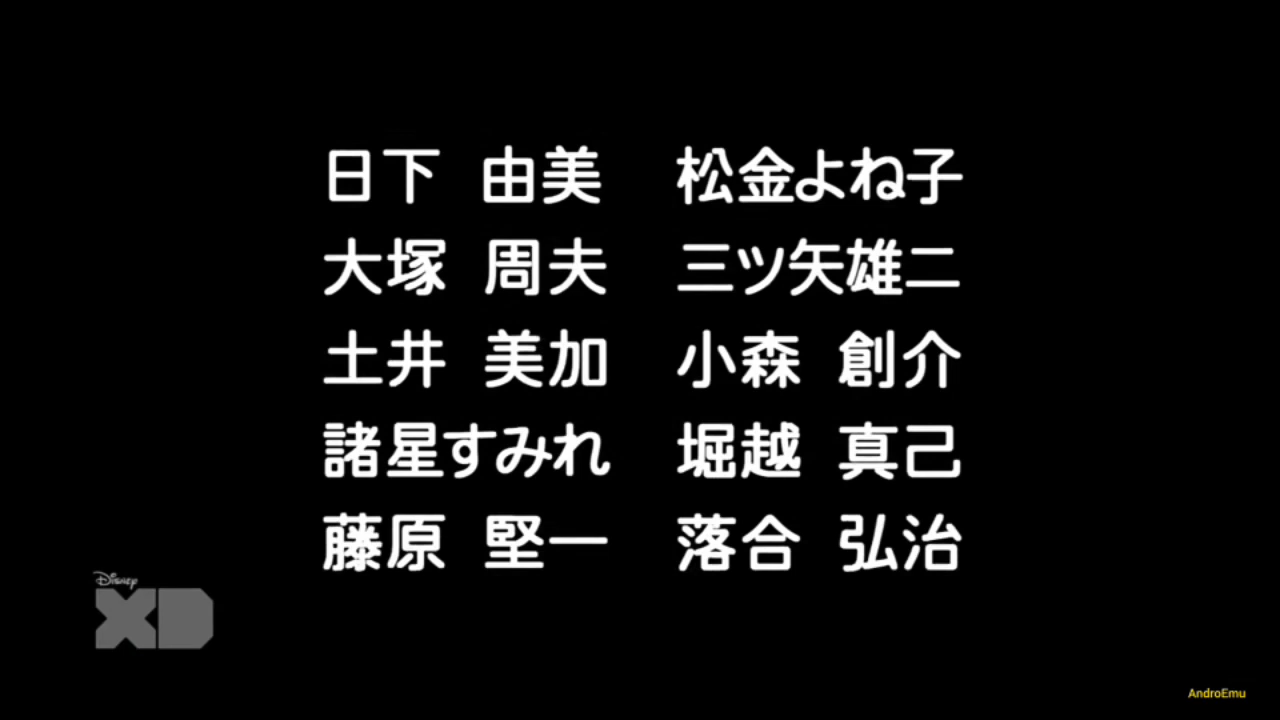 日下 由美 松金よね子
大塚 周夫 三ツ矢雄二
土井 美加 小森 創介
諸星すみれ 堀越 真己
藤原 堅一 落合 弘治
Disney
XD
AndroEmu